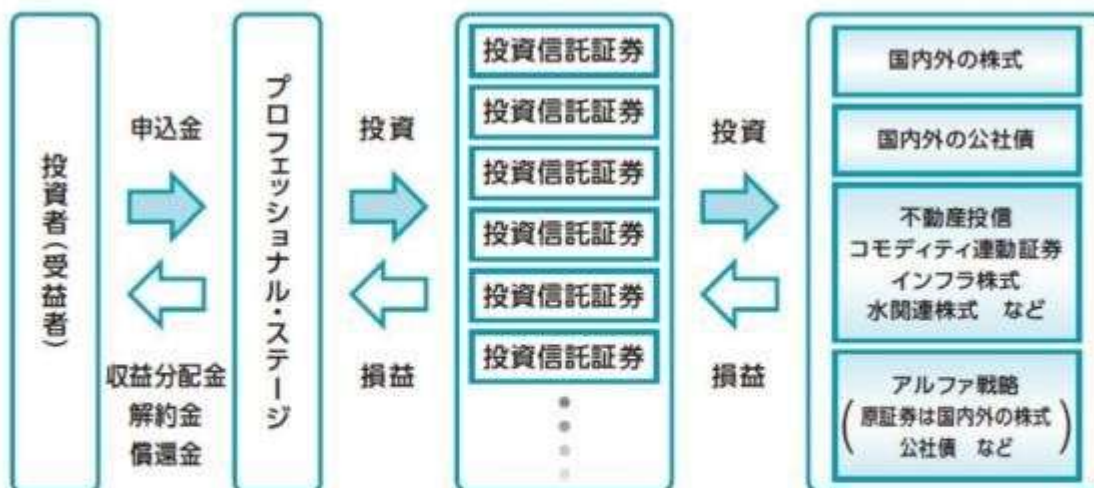 投資者(受益者)
申込金
収益分配金
解約金
償還金
プロフェッショナル・ステージ
投資
損益
投資信託証券
投資信託証券
投資信託証券
投資信託証券
投資信託証券
投資信託証券
投資
損益
国内外の株式
国内外の公社債
不動産投信
コモディティ連動証券
インフラ株式
水関連株式 など
アルファ戦略
(原証券は国内外の株式
公社債 など)